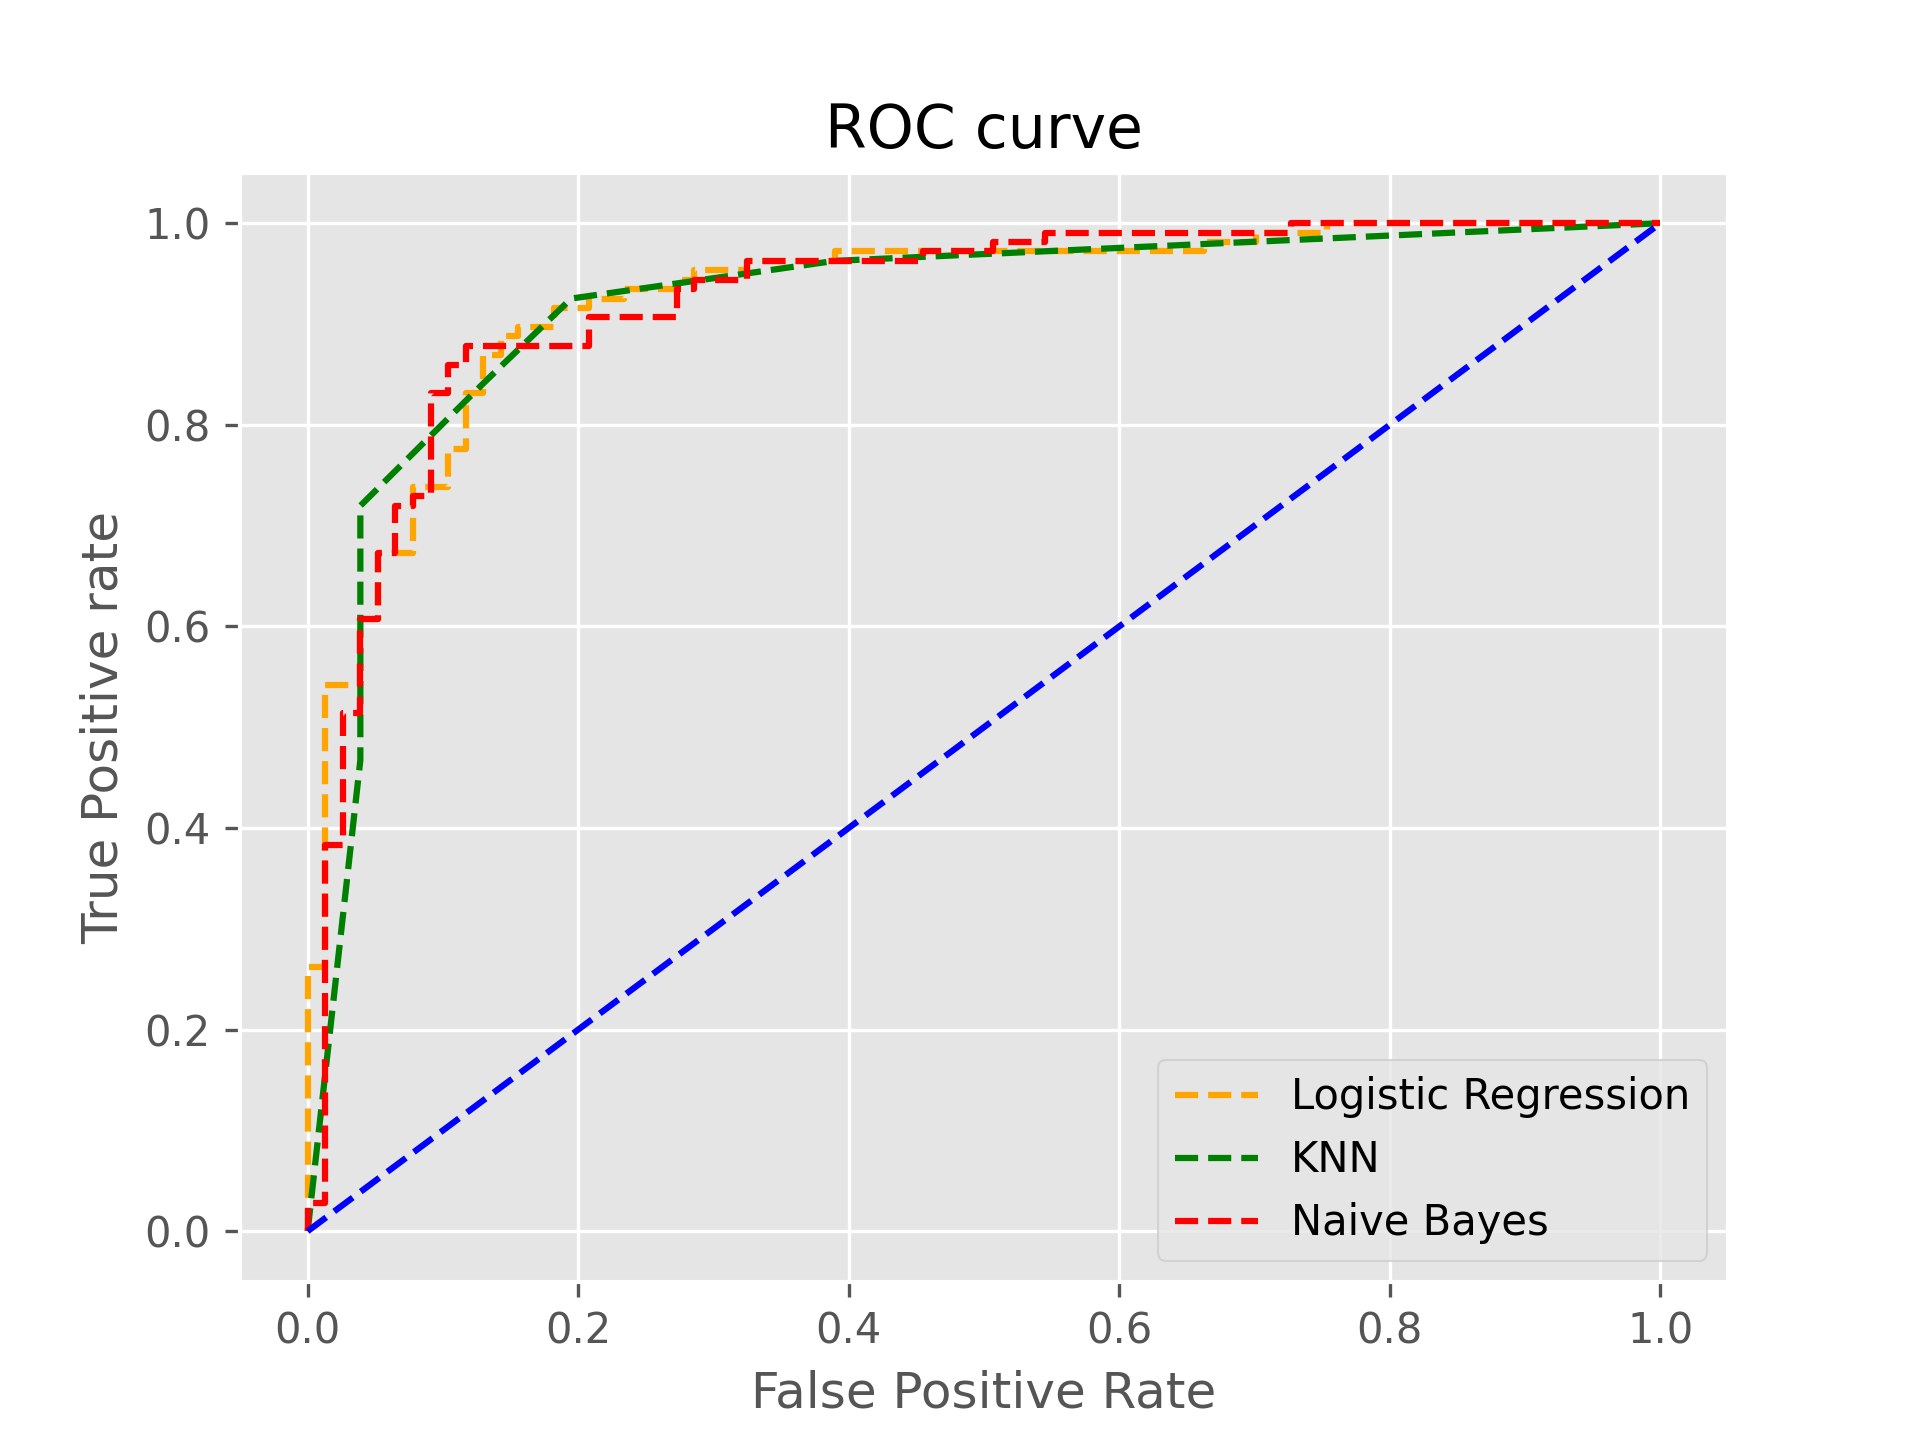 ROC curve
1.0
0.8
0.6
0.4
0.2
0.0
True Positive rate
0.0 0.2 0.4 0.6 0.8 1.0
False Positive Rate
Logistic Regression
KNN
Naive Bayes